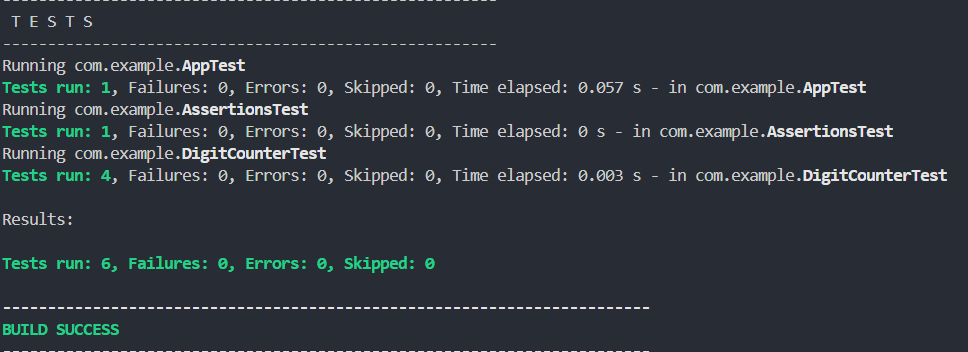 -------------------------------------------------------
T E S T S
-------------------------------------------------------
Running com.example.AppTest
Tests run: 1, Failures: 0, Errors: 0, Skipped: 0, Time elapsed: 0.057 s - in com.example.AppTest
Running com.example.AssertionsTest
Tests run: 1, Failures: 0, Errors: 0, Skipped: 0, Time elapsed: 0 s - in com.example.AssertionsTest
Running com.example.DigitCounterTest
Tests run: 4, Failures: 0, Errors: 0, Skipped: 0, Time elapsed: 0.003 s - in com.example.DigitCounterTest
Results:
Tests run: 6, Failures: 0, Errors: 0, Skipped: 0
------------------------------------------------------------------------
BUILD SUCCESS
------------------------------------------------------------------------